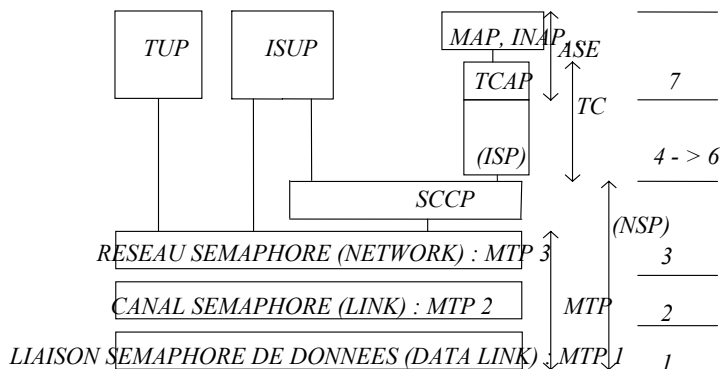 TUP
ISUP
MAP, INAP,
ASE
TCAP
7
TC
(ISP)
4 - > 6
SCCP
(NSP)
RESEAU SEMAPHORE (NETWORK) : MTP 3
3
CANAL SEMAPHORE (LINK) : MTP 2
MTP
2
LIAISON SEMAPHORE DE DONNEES (DATA LINK) : MTP 1
1